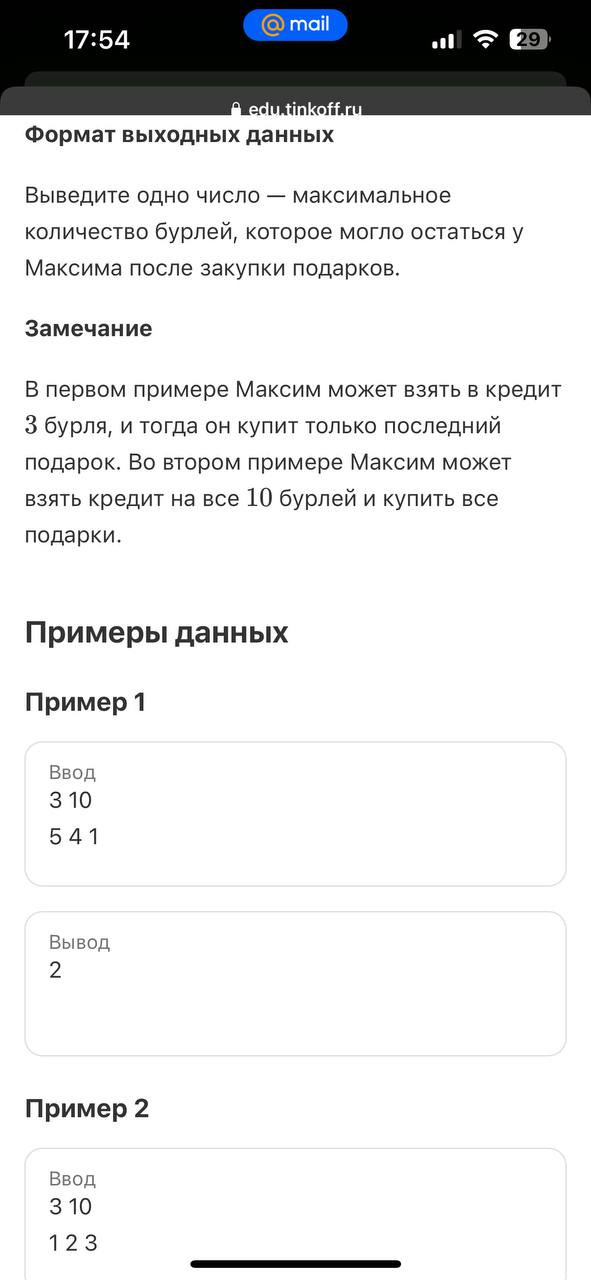 17:54
@ mail
29
edu.tinkoff.ru
Формат выходных данных
Выведите одно число — максимальное
количество бурлей, которое могло остаться у
Максима после закупки подарков.
Замечание
В первом примере Максим может взять в кредит
3 бурля, и тогда он купит только последний
подарок. Во втором примере Максим может
взять кредит на все 10 бурлей и купить все
подарки.
Примеры данных
Пример 1
Ввод
3 10
5 4 1
Вывод
2
Пример 2
Ввод
3 10
1 2 3